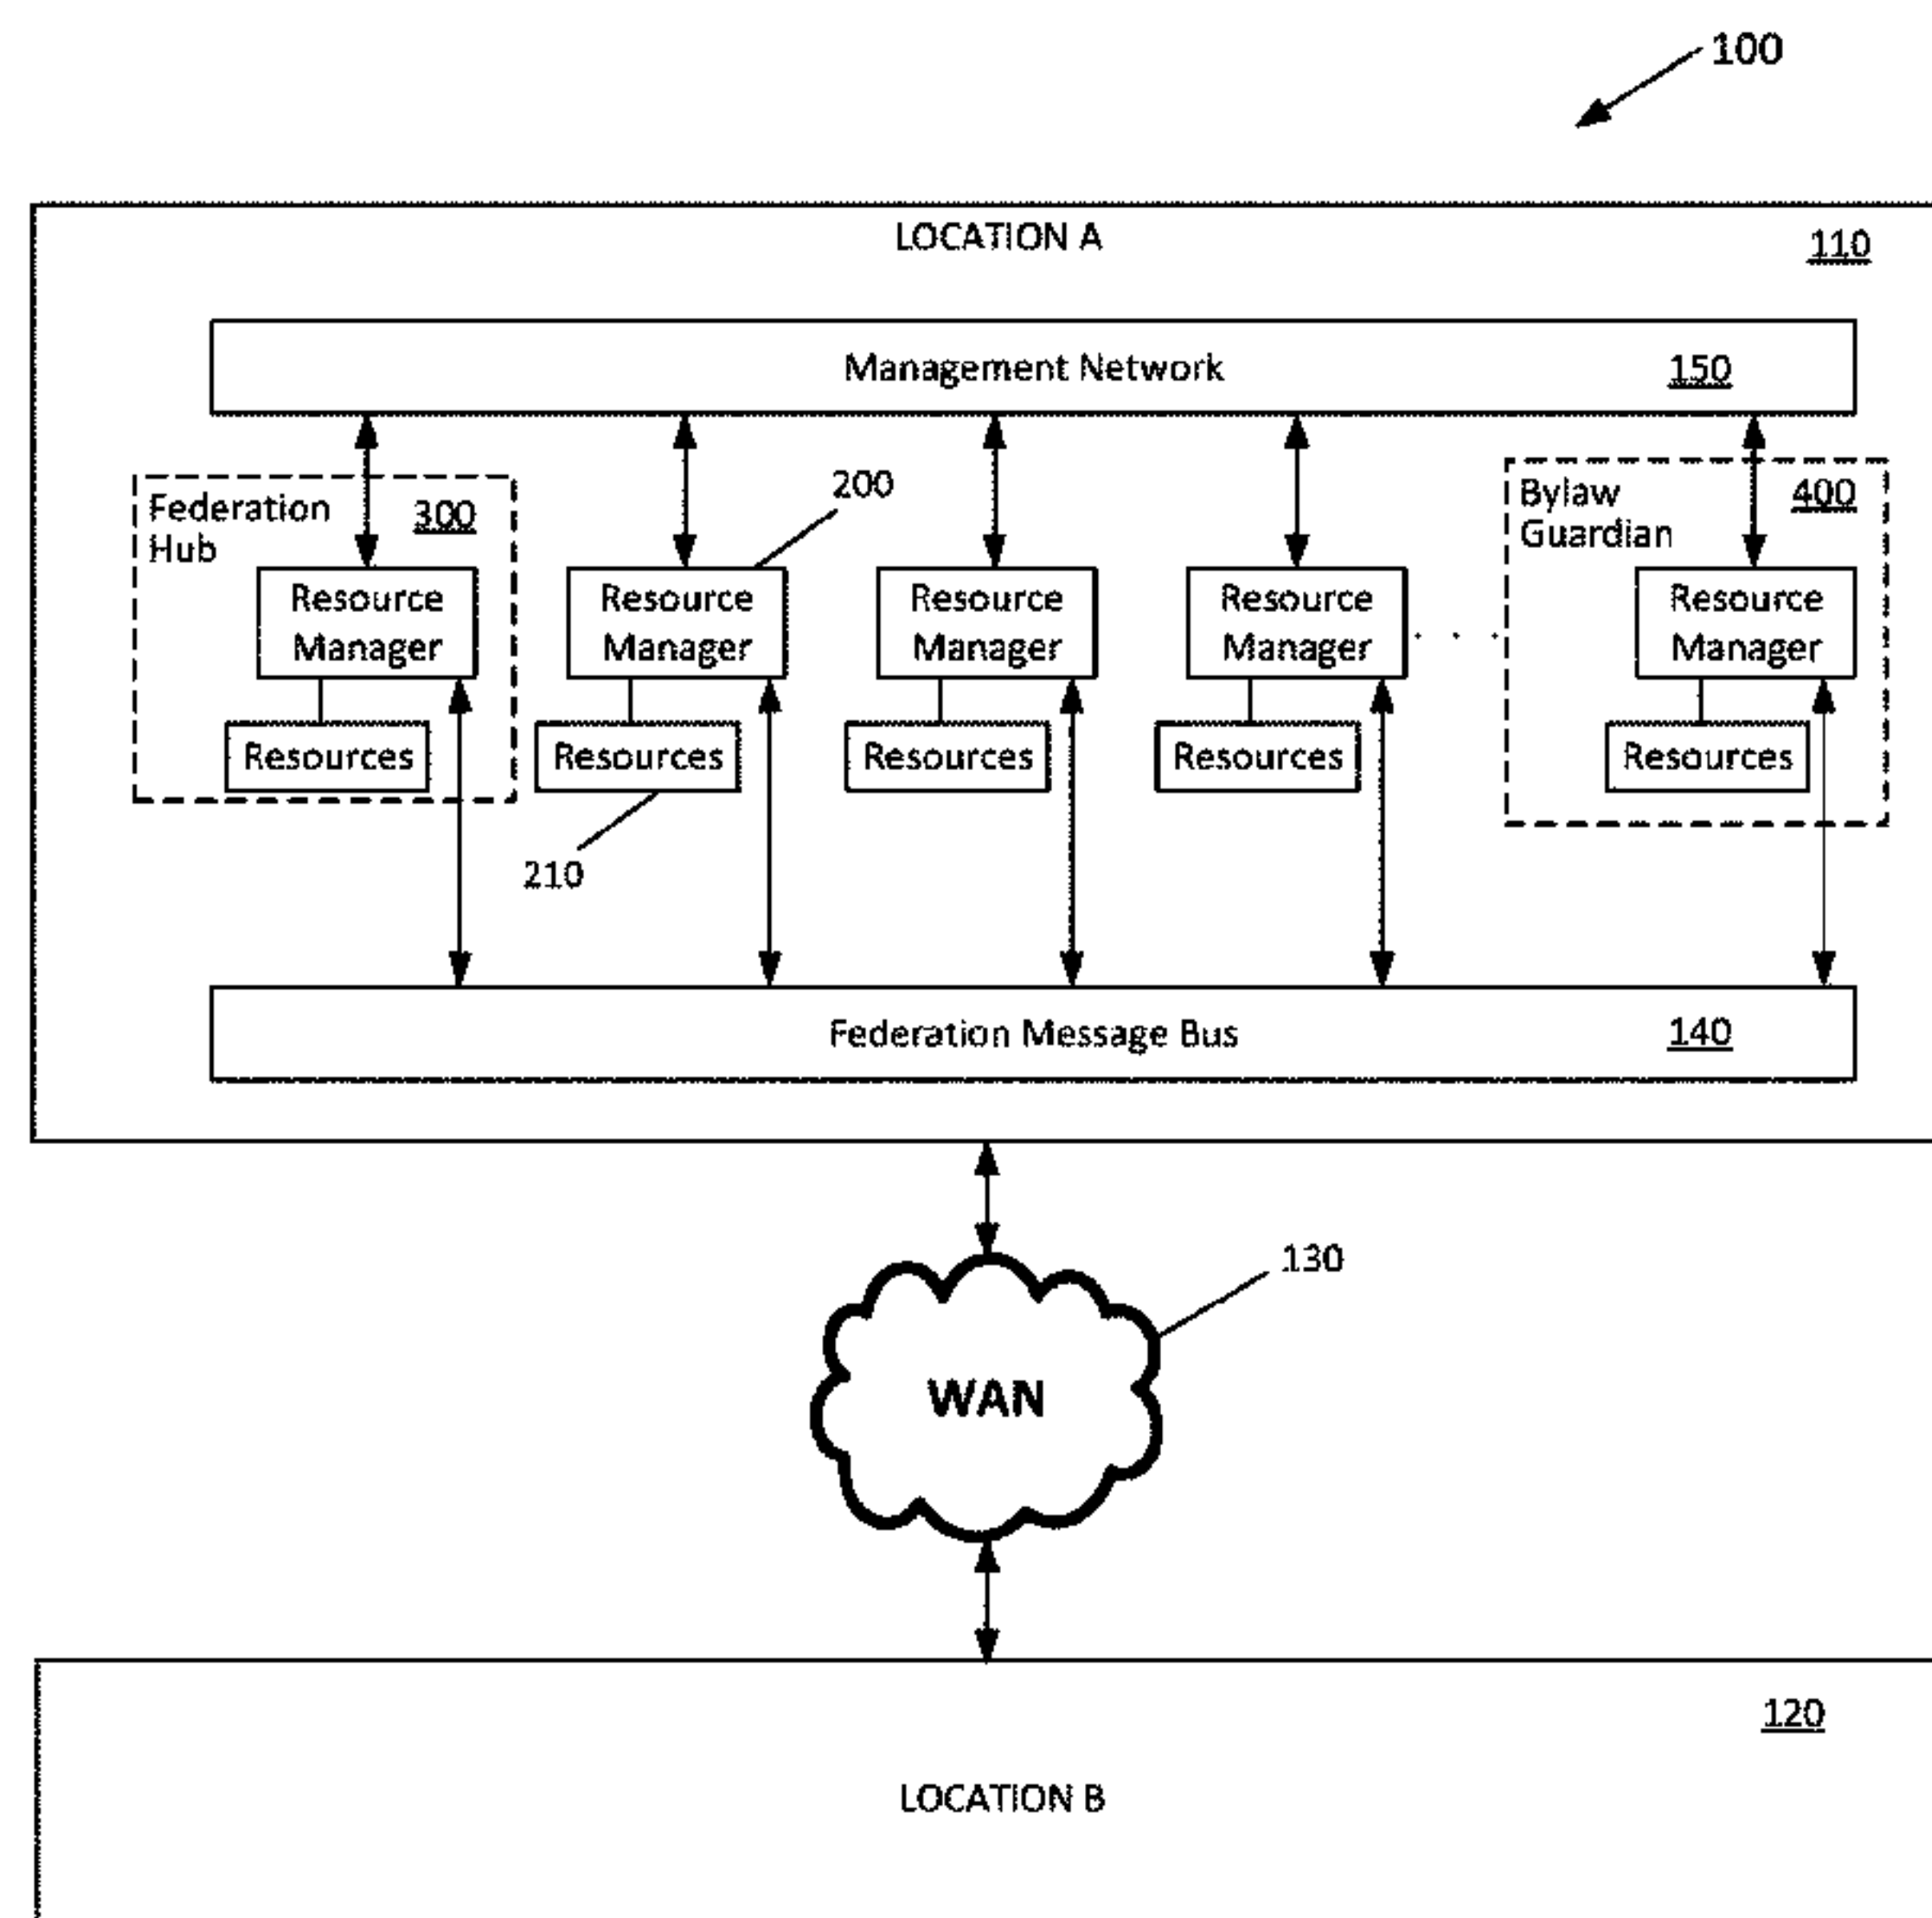 100
LOCATION A
110
Management Network
150
200
Federation
Hub
300
Bylaw
Guardian
400
Resource
Manager
Resource
Manager
Resource
Manager
Resource
Manager
. . .
Resource
Manager
Resources
Resources
Resources
Resources
Resources
210
Federation Message Bus
140
130
WAN
120
LOCATION B